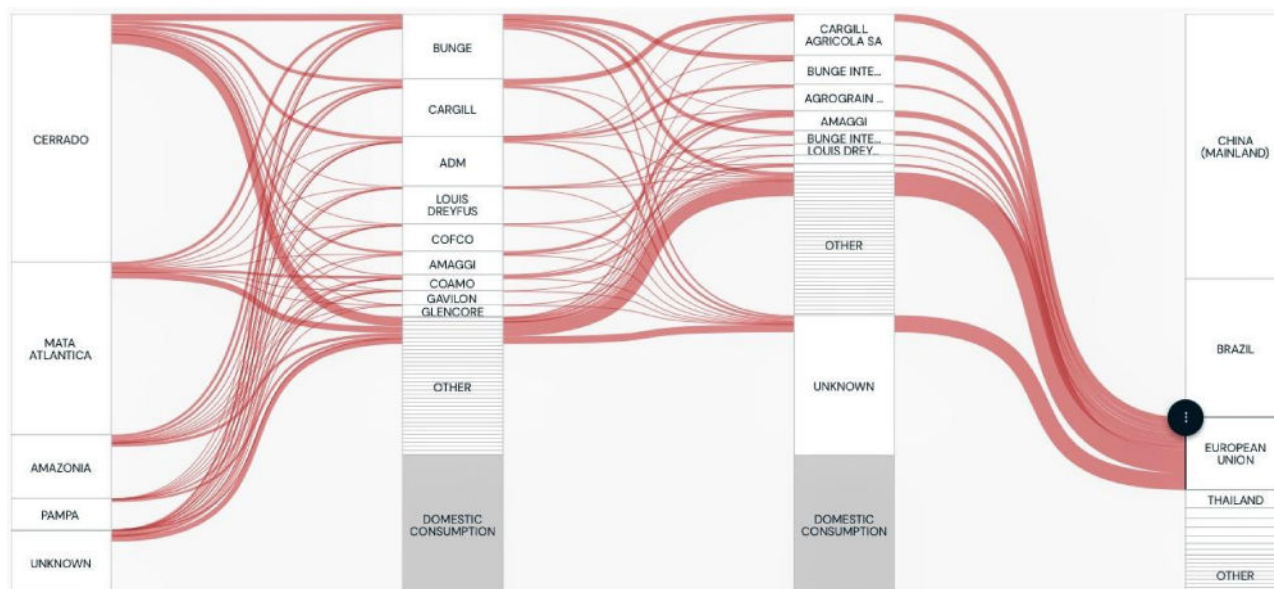 CERRADO
MATA
ATLANTICA
AMAZONIA
PAMPA
UNKNOWN
BUNGE
CARGILL
ADM
LOUIS
DREYFUS
COFCO
AMAGGI
COAMO
GAVILON
GLENCORE
OTHER
DOMESTIC
CONSUMPTION
CARGILL
AGRICOLA SA
BUNGE INTE...
AGROGRAIN ...
AMAGGI
BUNGE INTE...
LOUIS DREY...
OTHER
UNKNOWN
DOMESTIC
CONSUMPTION
CHINA
(MAINLAND)
BRAZIL
EUROPEAN
UNION
THAILAND
OTHER